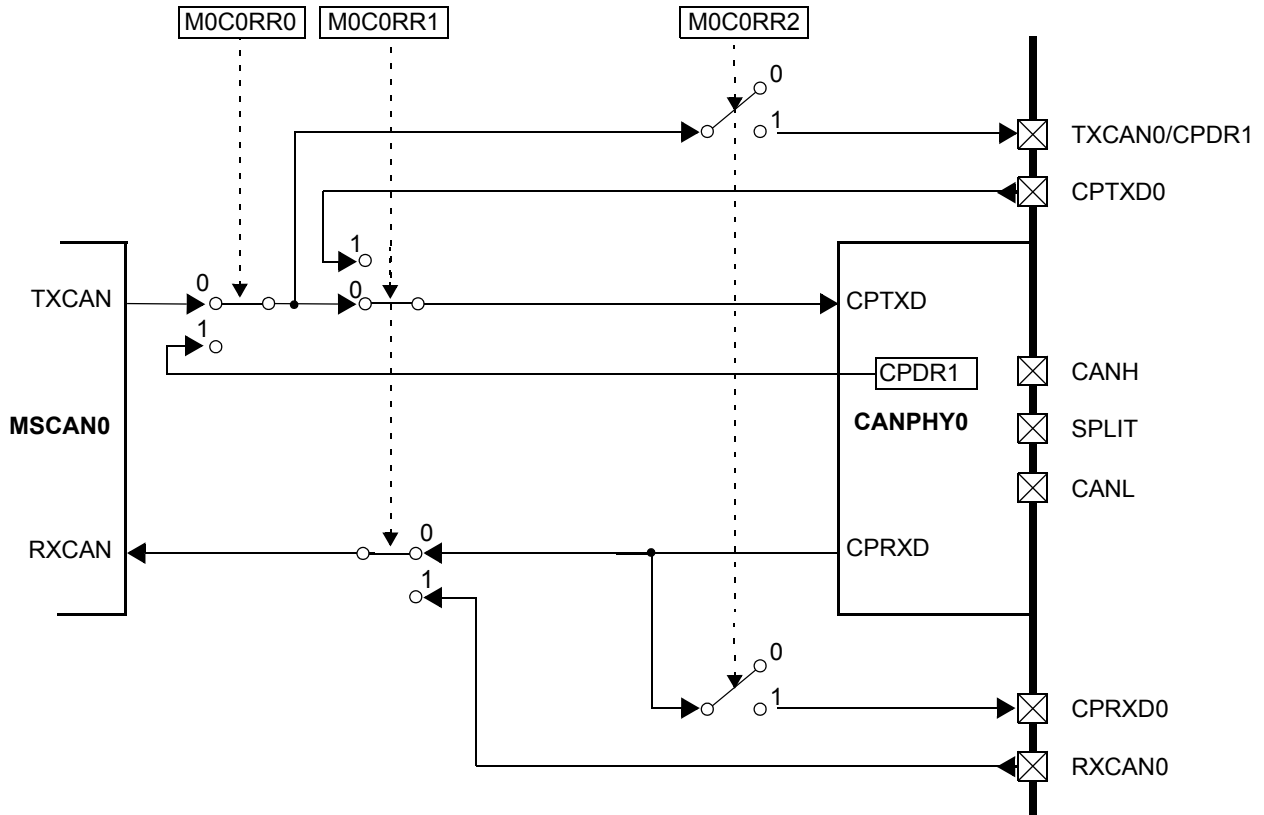 M0C0RR0 M0C0RR1 M0C0RR2
0
1
TXCAN0/CPDR1
CPTXD0
1
0
0
TXCAN
CPTXD
1
CPDR1
CANH
MSCAN0
CANPHY0
SPLIT
CANL
0
RXCAN
CPRXD
1
0
1
CPRXD0
RXCAN0